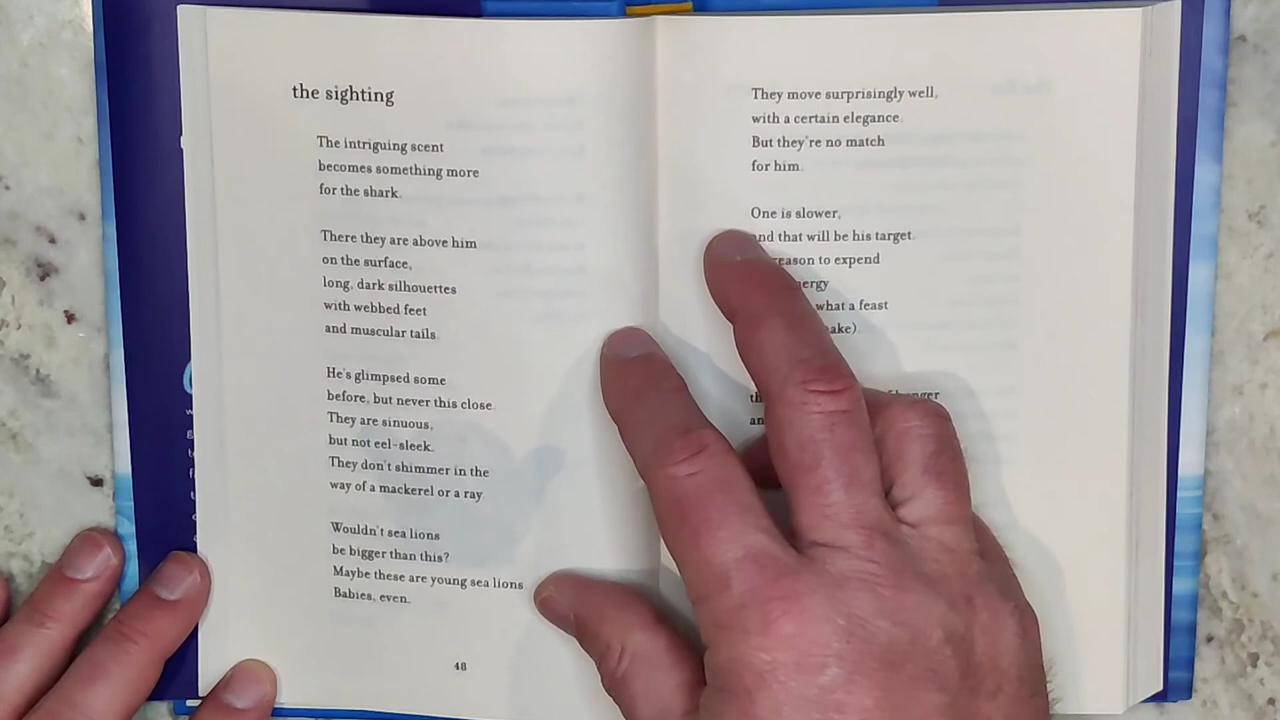 the sighting
The intriguing scent
becomes something more
for the shark.
There they are above him
on the surface,
long, dark silhouettes
with webbed feet
and muscular tails.
He's glimpsed some
before, but never this close.
They are sinuous,
but not eel-sleek.
They don't shimmer in the
way of a mackerel or a ray.
Wouldn't sea lions
be bigger than this?
Maybe these are young sea lions.
Babies, even.
48
They move surprisingly well,
with a certain elegance.
But they're no match
for him.
One is slower,
and that will be his target.
reason to expend
what a feast